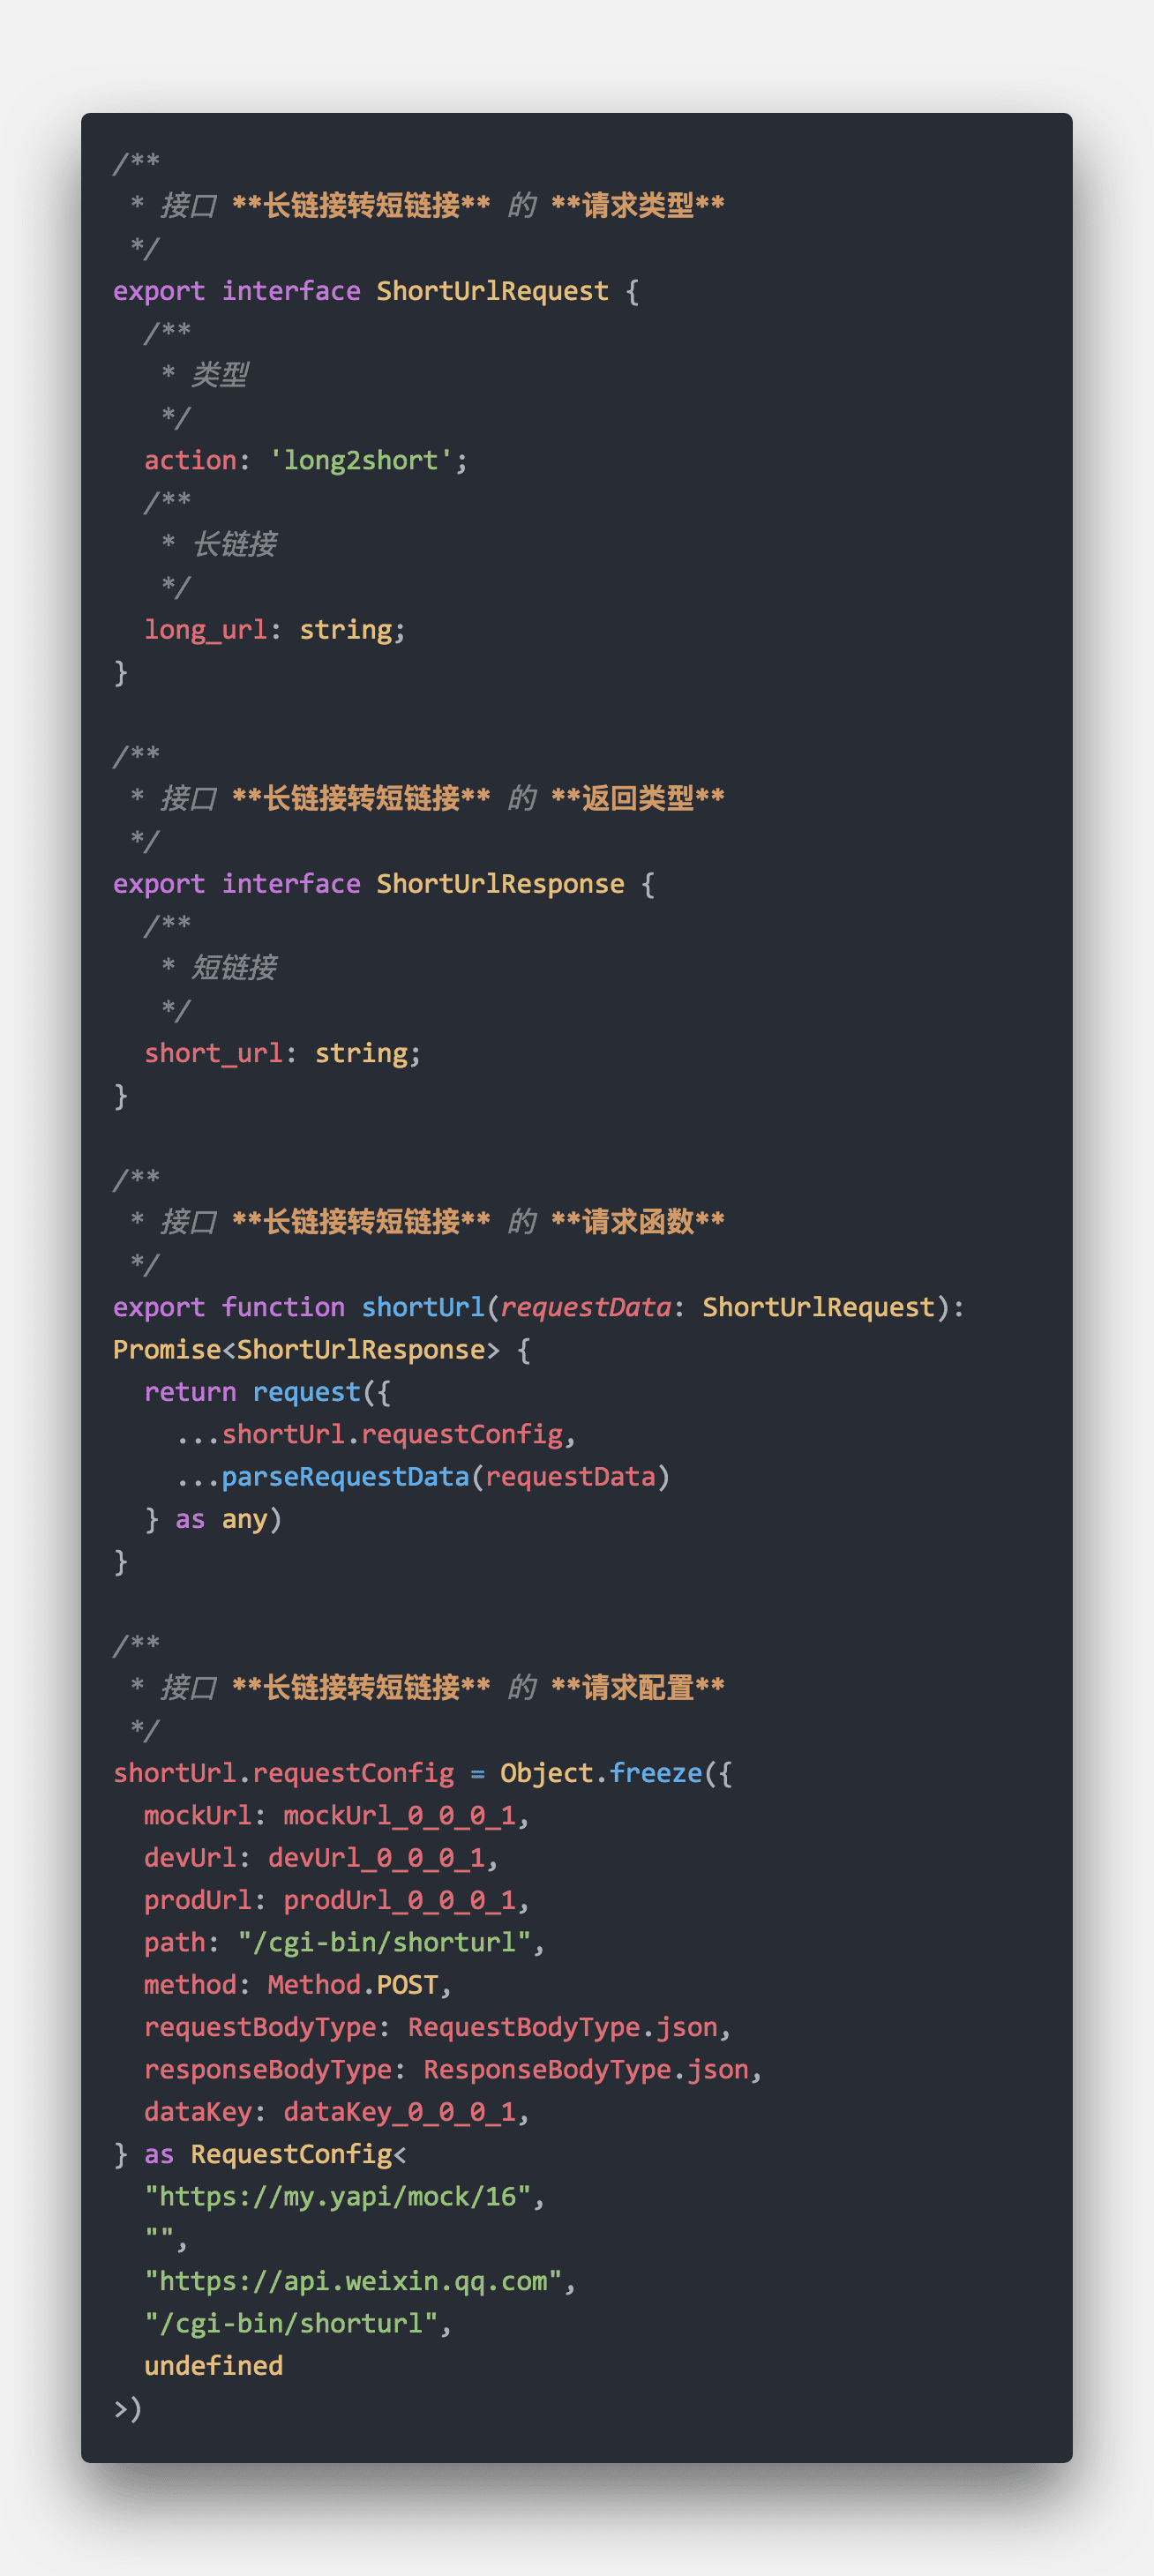 /**
 * 接口 **长链接转短链接** 的 **请求类型**
 */
export interface ShortUrlRequest {
  /**
   * 类型
   */
  action: 'long2short';
  /**
   * 长链接
   */
  long_url: string;
}

/**
 * 接口 **长链接转短链接** 的 **返回类型**
 */
export interface ShortUrlResponse {
  /**
   * 短链接
   */
  short_url: string;
}

/**
 * 接口 **长链接转短链接** 的 **请求函数**
 */
export function shortUrl(requestData: ShortUrlRequest):
Promise<ShortUrlResponse> {
  return request({
    ...shortUrl.requestConfig,
    ...parseRequestData(requestData)
  } as any)
}

/**
 * 接口 **长链接转短链接** 的 **请求配置**
 */
shortUrl.requestConfig = Object.freeze({
  mockUrl: mockUrl_0_0_0_1,
  devUrl: devUrl_0_0_0_1,
  prodUrl: prodUrl_0_0_0_1,
  path: "/cgi-bin/shorturl",
  method: Method.POST,
  requestBodyType: RequestBodyType.json,
  responseBodyType: ResponseBodyType.json,
  dataKey: dataKey_0_0_0_1,
} as RequestConfig<
  "https://my.yapi/mock/16",
  "",
  "https://api.weixin.qq.com",
  "/cgi-bin/shorturl",
  undefined
>)